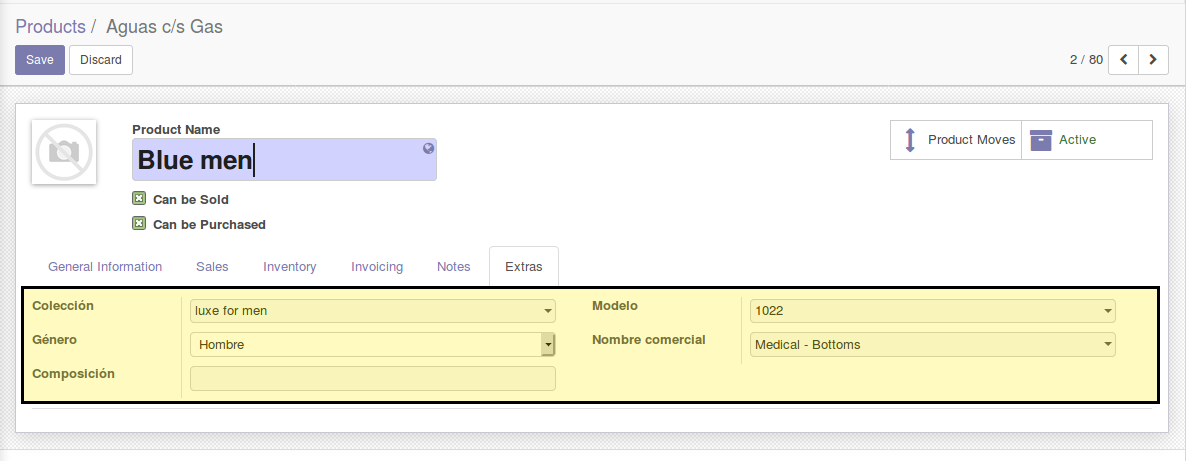 Products / Aguas c/s Gas
Save Discard 2 / 80
Product Name
Blue men
Product Moves Active
Can be Sold
Can be Purchased
General Information Sales Inventory Invoicing Notes Extras
Colección luxe for men Modelo 1022
Género Hombre Nombre comercial Medical - Bottoms
Composición